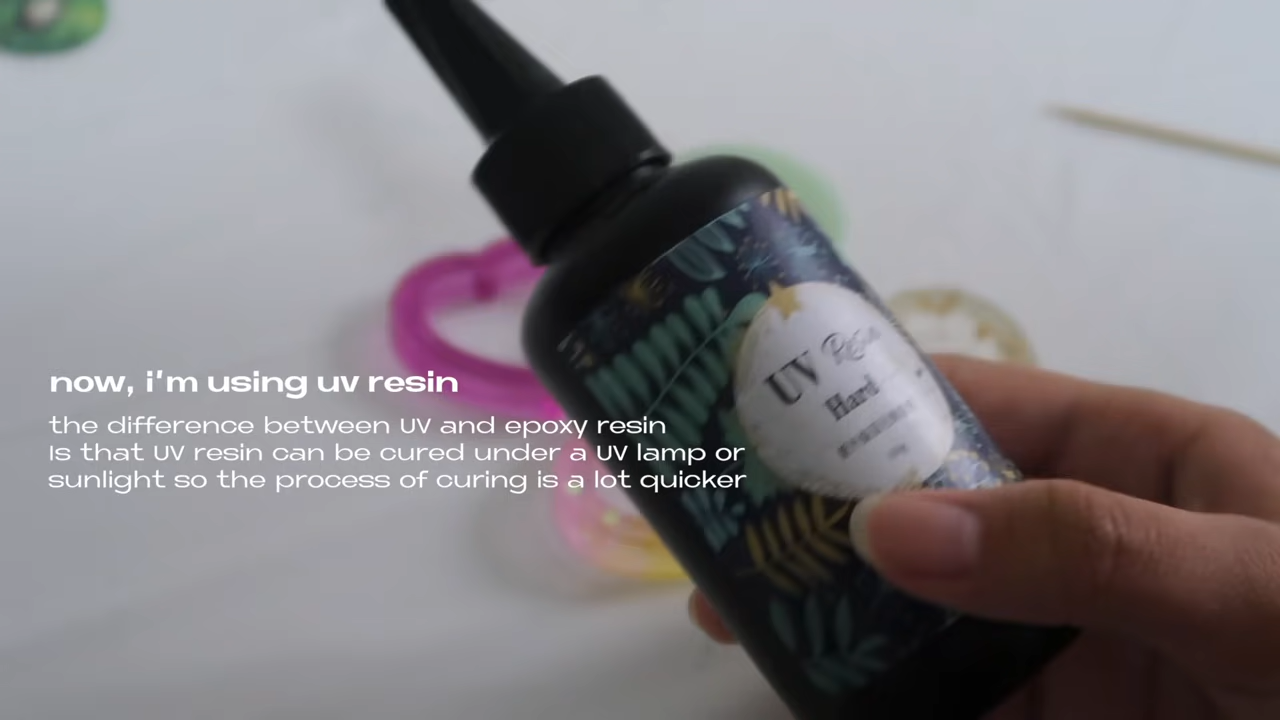 now, i'm using uv resin
the difference between UV and epoxy resin
Is that UV resin can be cured under a UV lamp or
sunlight so the process of curing is a lot quicker
UV Resin
Hard